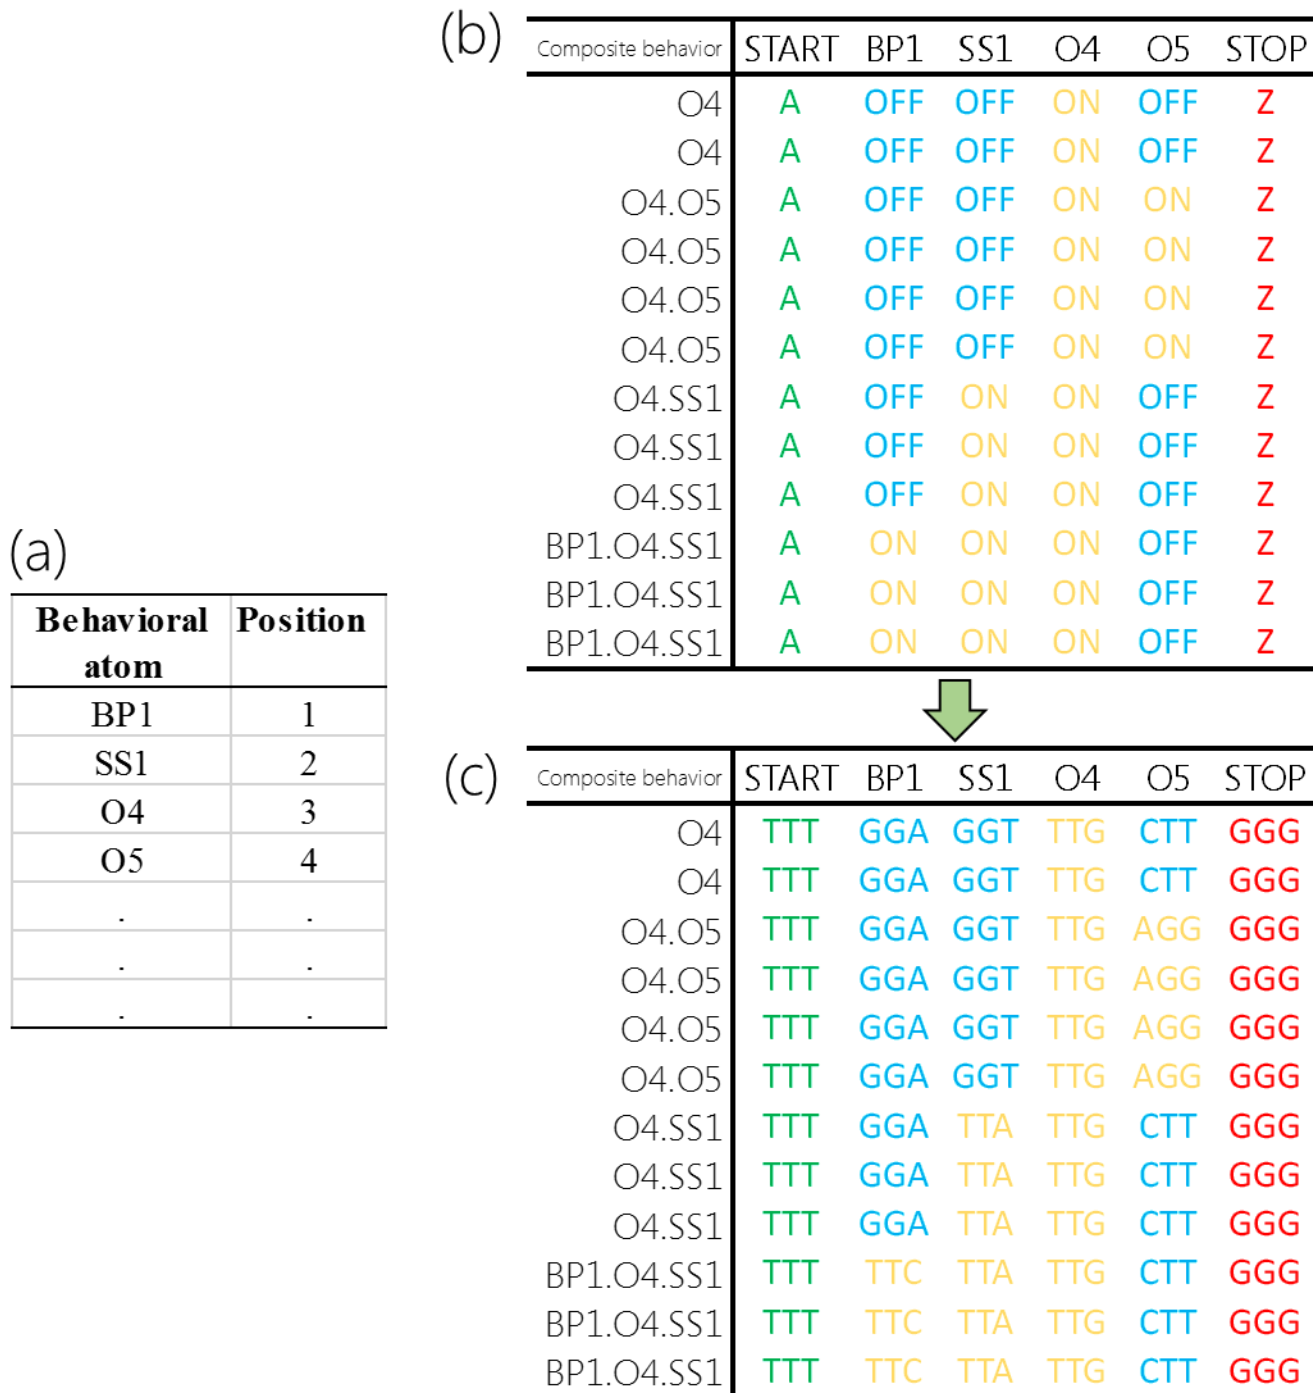 (a)
Behavioral atom Position
BP1 1
SS1 2
O4 3
O5 4
. .
. .
. .
(b)
Composite behavior START BP1 SS1 O4 O5 STOP
O4 A OFF OFF ON OFF Z
O4 A OFF OFF ON OFF Z
O4.O5 A OFF OFF ON ON Z
O4.O5 A OFF OFF ON ON Z
O4.O5 A OFF OFF ON ON Z
O4.O5 A OFF OFF ON ON Z
O4.SS1 A OFF ON ON OFF Z
O4.SS1 A OFF ON ON OFF Z
O4.SS1 A OFF ON ON OFF Z
BP1.O4.SS1 A ON ON ON OFF Z
BP1.O4.SS1 A ON ON ON OFF Z
BP1.O4.SS1 A ON ON ON OFF Z
(c)
Composite behavior START BP1 SS1 O4 O5 STOP
O4 TTT GGA GGT TTG CTT GGG
O4 TTT GGA GGT TTG CTT GGG
O4.O5 TTT GGA GGT TTG AGG GGG
O4.O5 TTT GGA GGT TTG AGG GGG
O4.O5 TTT GGA GGT TTG AGG GGG
O4.O5 TTT GGA GGT TTG AGG GGG
O4.SS1 TTT GGA TTA TTG CTT GGG
O4.SS1 TTT GGA TTA TTG CTT GGG
O4.SS1 TTT GGA TTA TTG CTT GGG
BP1.O4.SS1 TTT TTC TTA TTG CTT GGG
BP1.O4.SS1 TTT TTC TTA TTG CTT GGG
BP1.O4.SS1 TTT TTC TTA TTG CTT GGG